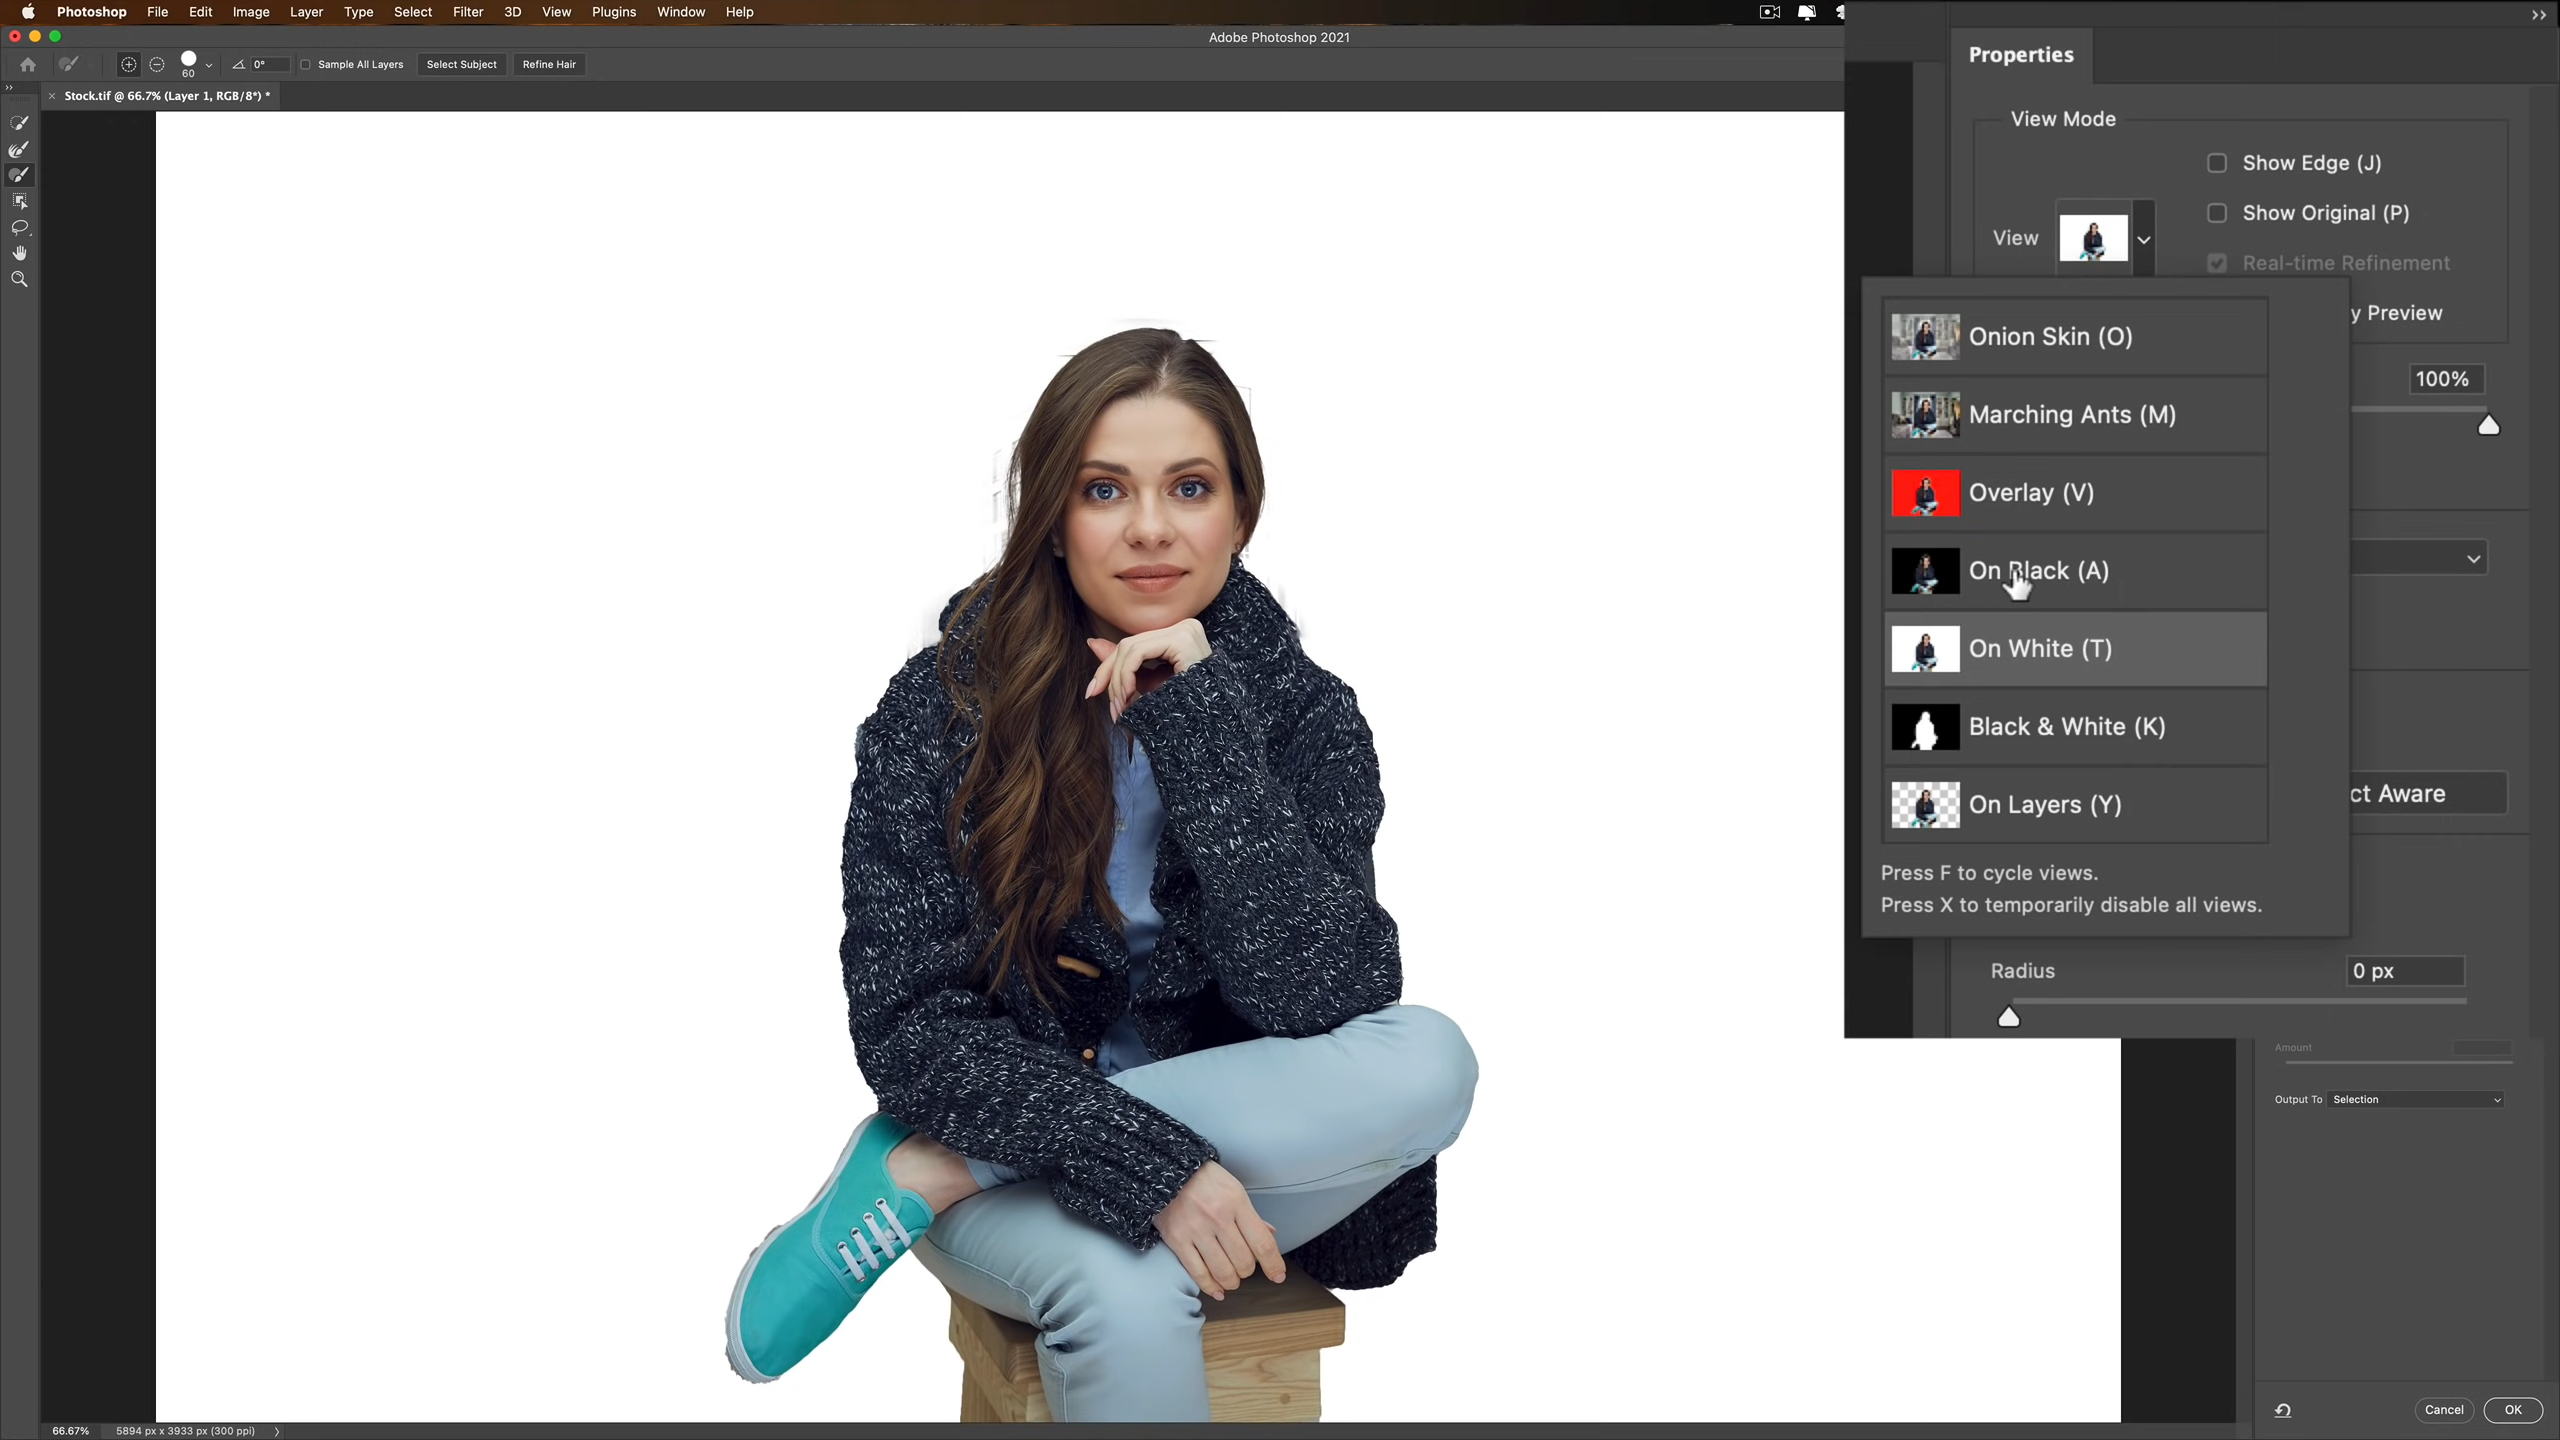 Photoshop File Edit Image Layer Type Select Filter 3D View Plugins Window Help
Adobe Photoshop 2021
60 0° Sample All Layers Select Subject Refine Hair
Stock.tif @ 66.7% (Layer 1, RGB/8*) *
Properties
View Mode
Show Edge (J)
Show Original (P)
View
Real-time Refinement
y Preview
Onion Skin (O)
100%
Marching Ants (M)
Overlay (V)
On Black (A)
On White (T)
Black & White (K)
ct Aware
On Layers (Y)
Press F to cycle views.
Press X to temporarily disable all views.
Radius 0 px
Amount
Output To Selection
Cancel OK
66.67% 5894 px x 3933 px (300 ppi)